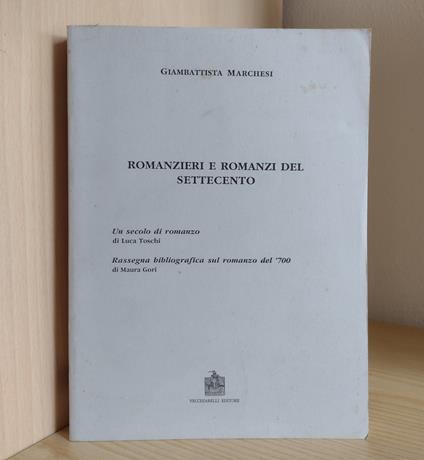 GIAMBATTISTA MARCHESI
ROMANZIERI E ROMANZI DEL
SETTECENTO
Un secolo di romanzo
di Luca Toschi
Rassegna bibliografica sul romanzo del '700
di Maura Gori
VECCHIARELLI EDITORE